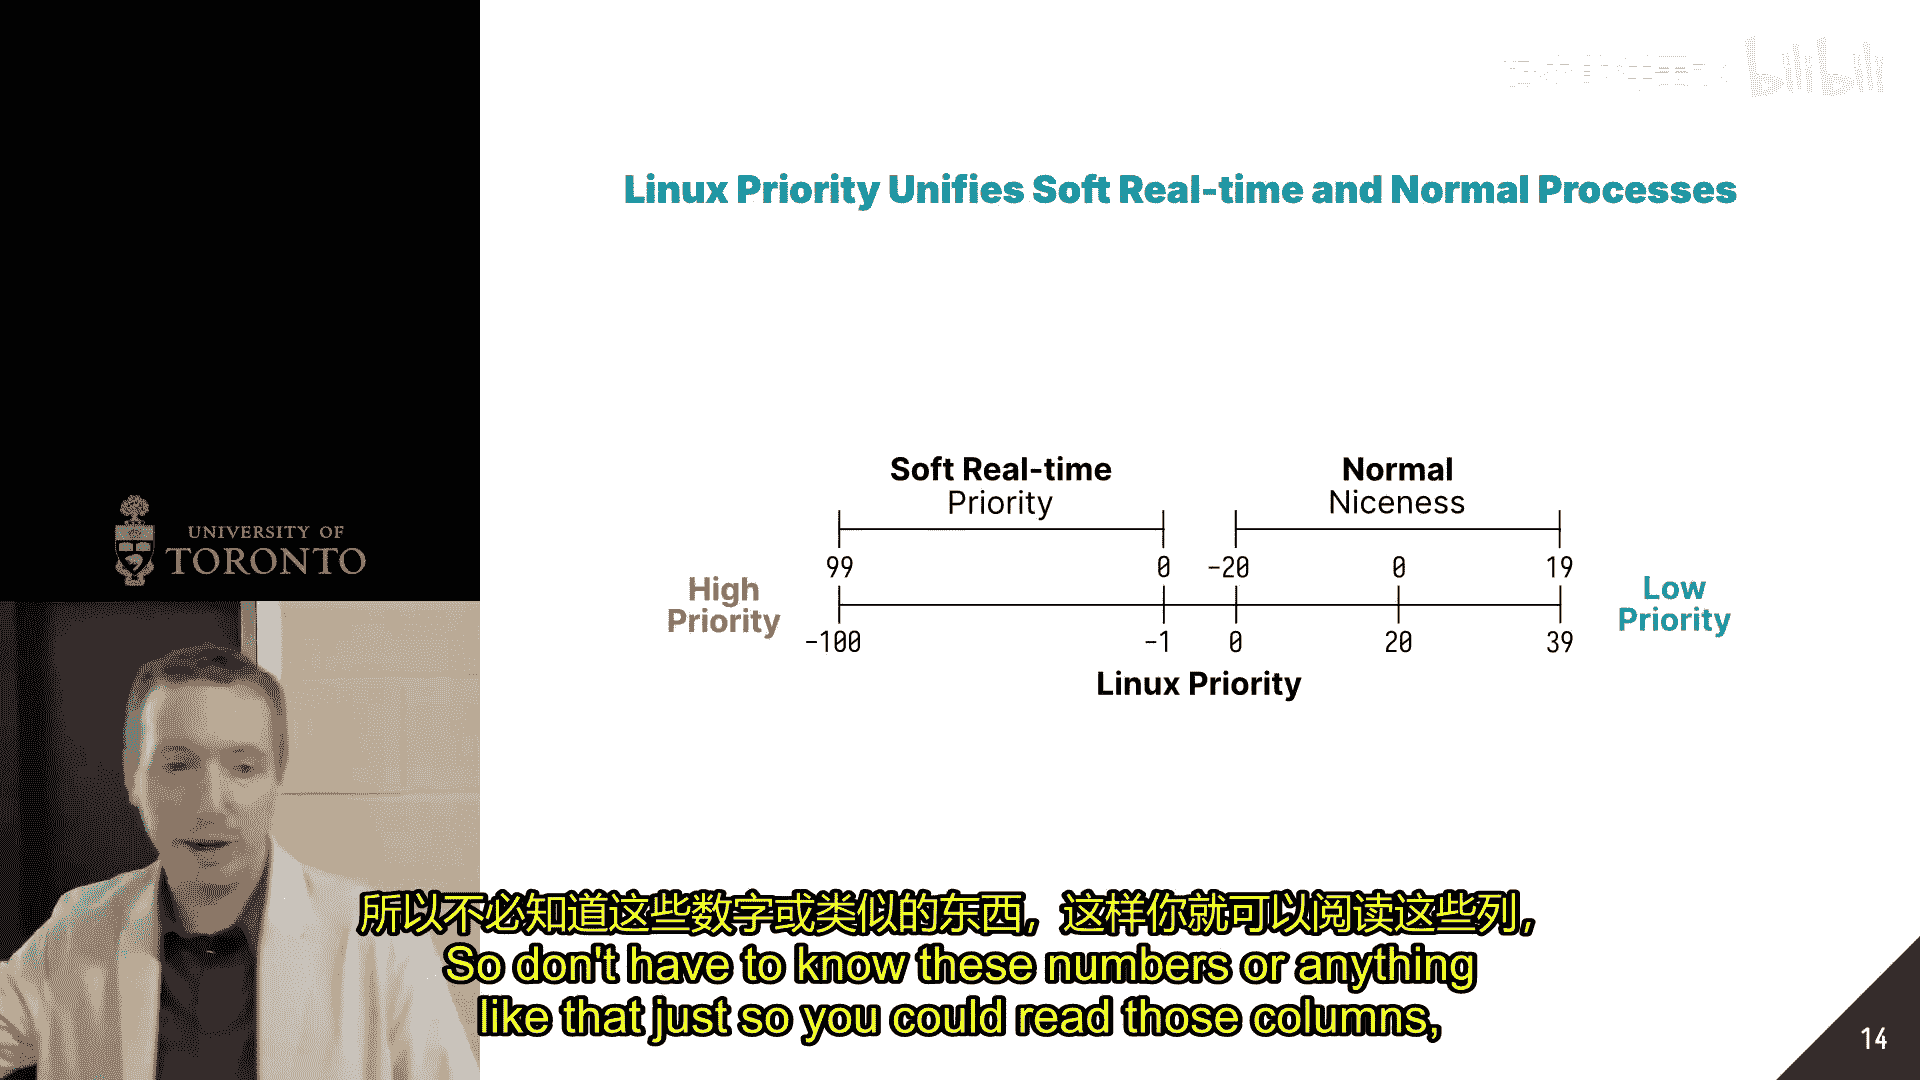 bilibili
Linux Priority Unifies Soft Real-time and Normal Processes
Soft Real-time
Priority
Normal
Niceness
99
0
-20
0
19
High
Priority
Low
Priority
-100
-1
0
20
39
Linux Priority
UNIVERSITY OF
TORONTO
所以不必知道这些数字或类似的东西，这样你就可以阅读这些列，
So don't have to know these numbers or anything
like that just so you could read those columns,
14